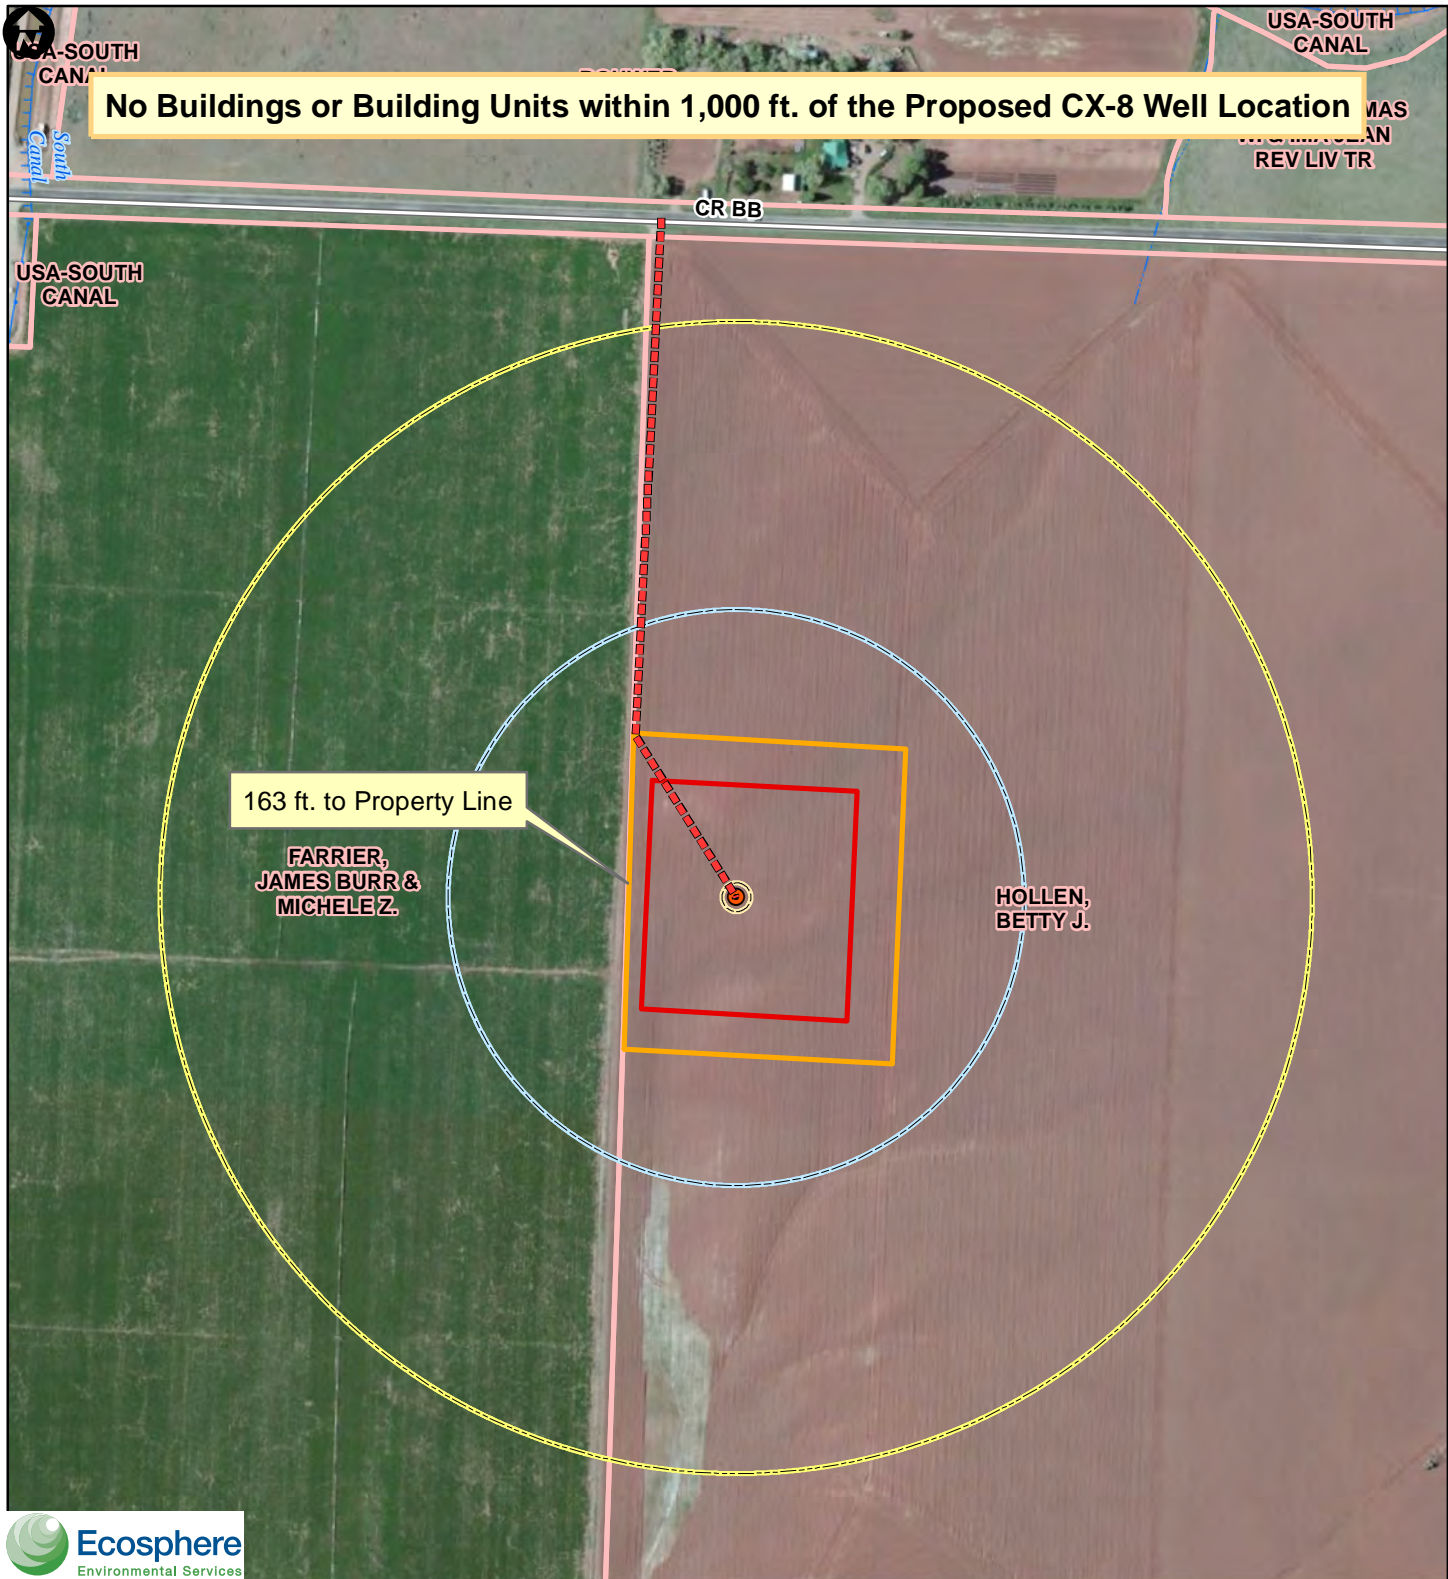 USA-SOUTH
CANAL
USA-SOUTH
CANAL
No Buildings or Building Units within 1,000 ft. of the Proposed CX-8 Well Location
REV LIV TR
South
Canal
CR BB
USA-SOUTH
CANAL
163 ft. to Property Line
FARRIER,
JAMES BURR &
MICHELE Z.
HOLLEN,
BETTY J.
N
Ecosphere
Environmental Services